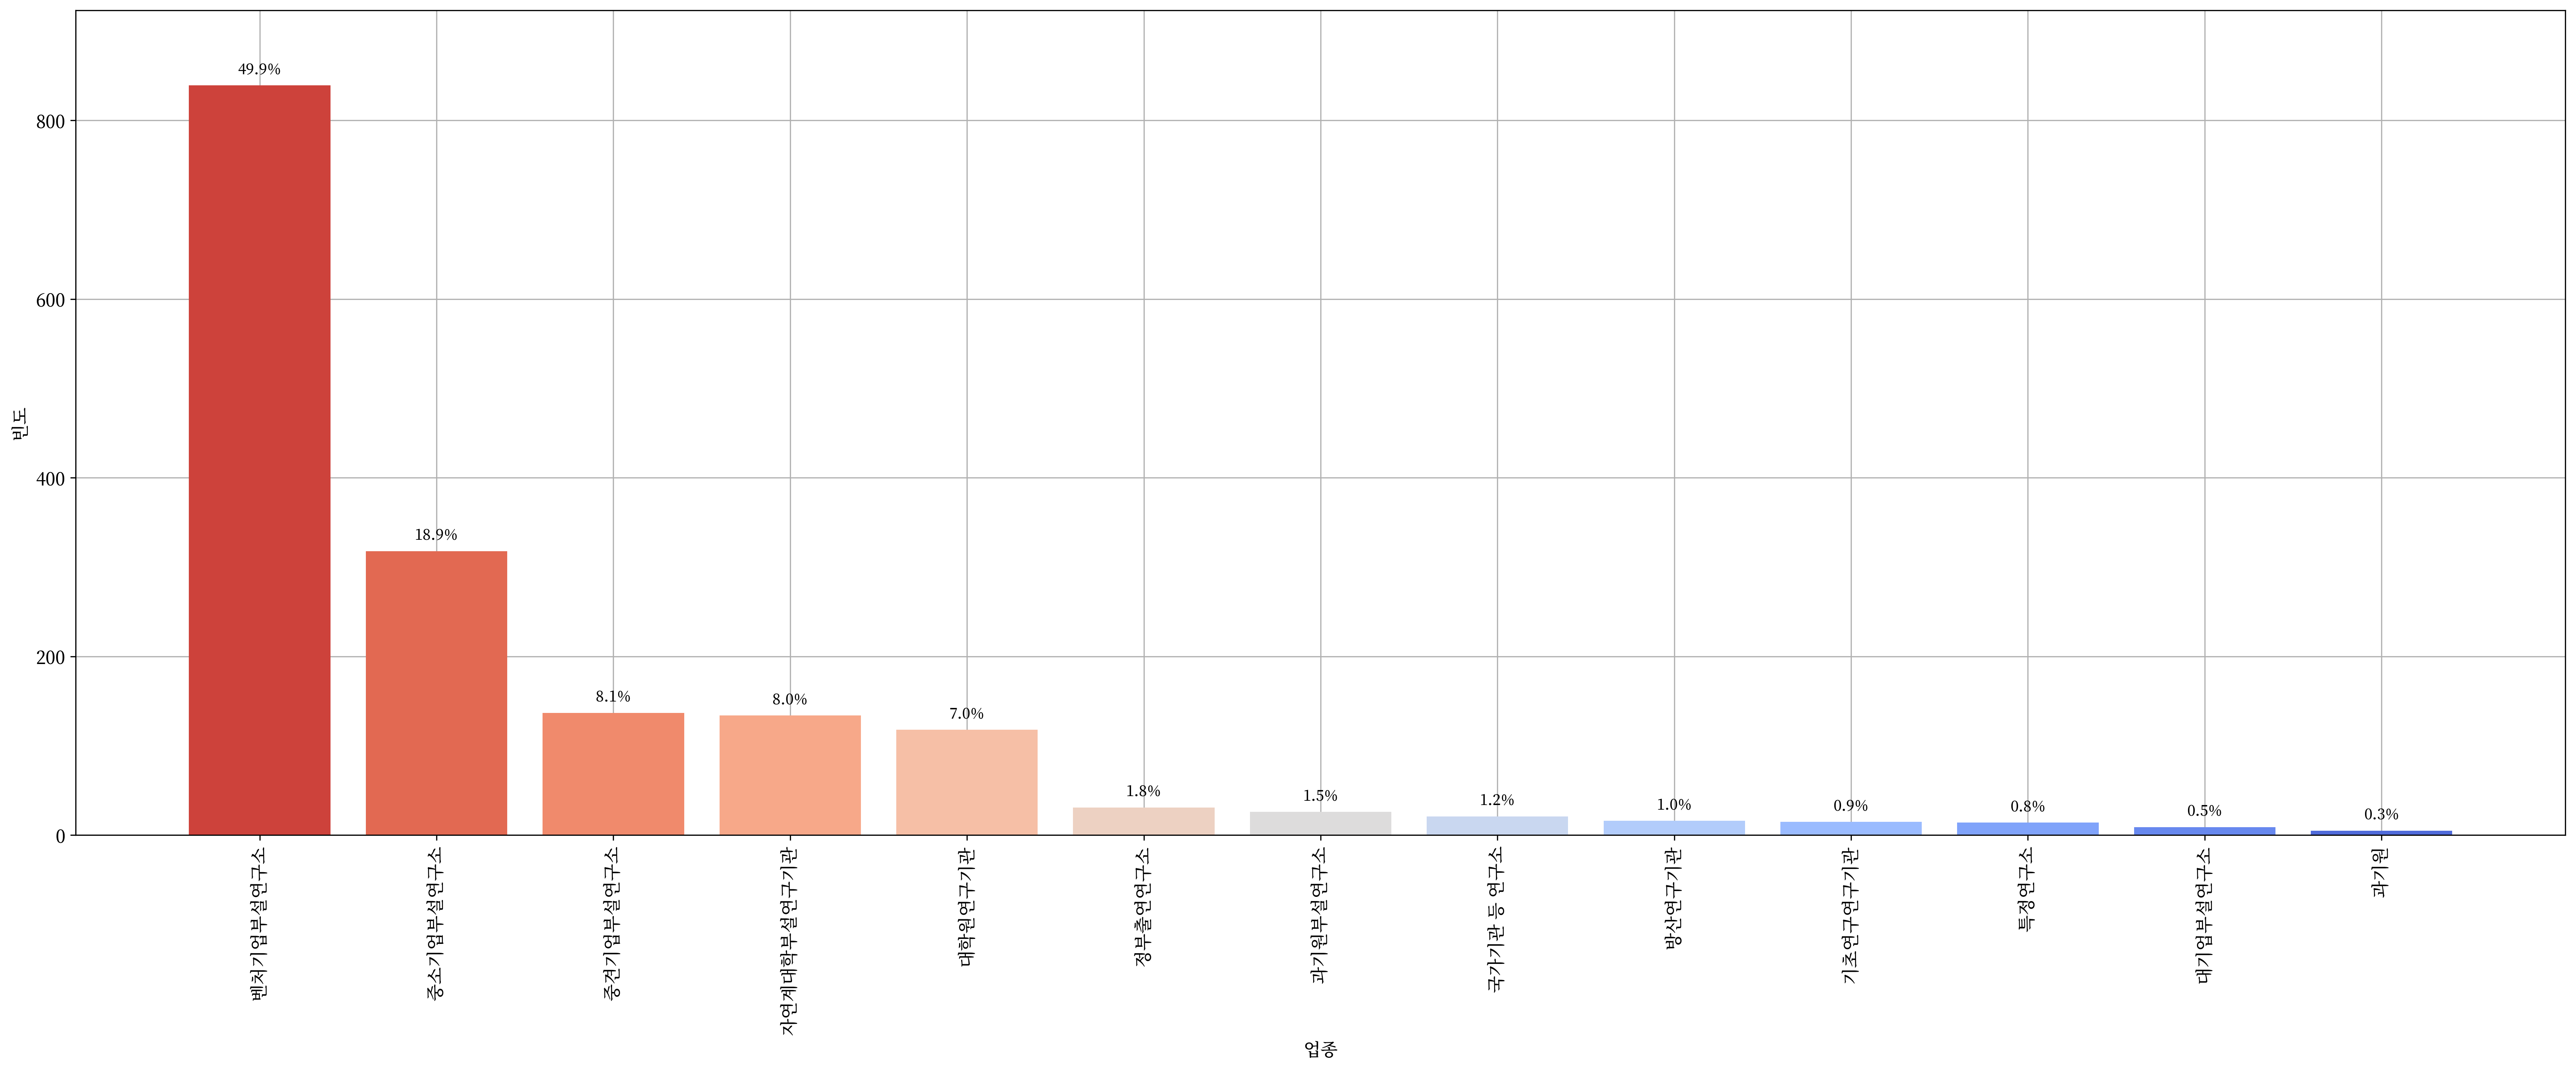 49.9%
800
600
빈도
400
18.9%
200
8.1%
8.0%
7.0%
1.8%
1.5%
1.2%
1.0%
0.9%
0.8%
0.5%
0.3%
0
벤처기업부설연구소
중소기업부설연구소
중견기업부설연구소
자연계대학부설연구기관
대학원연구기관
정부출연연구소
과기원부설연구소
국가기관 등 연구소
방산연구기관
기초연구연구기관
특정연구소
대기업부설연구소
과기원
업종